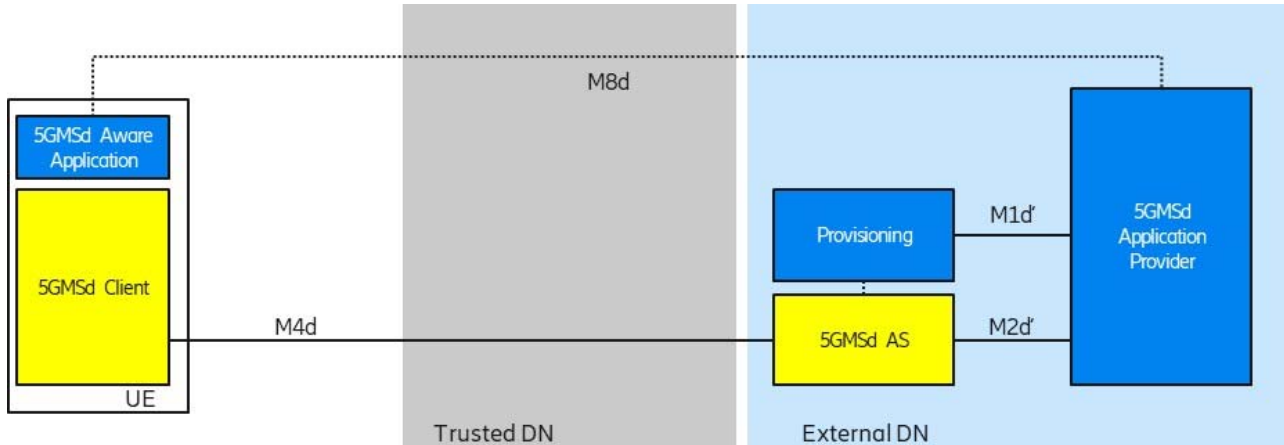 M8d
5GMSd Aware
Application
5GMSd Client
UE
M4d
Trusted DN
Provisioning
M1d'
5GMSd
Application
Provider
5GMSd AS
M2d'
External DN